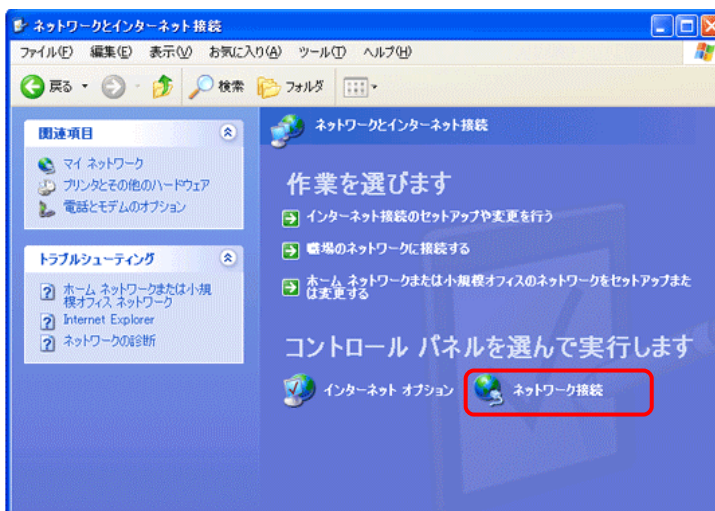 ネットワークとインターネット接続
ファイル(F) 編集(E) 表示(V) お気に入り(A) ツール(T) ヘルプ(H)
戻る 検索 フォルダ
関連項目
マイ ネットワーク
プリンタとその他のハードウェア
電話とモデムのオプション
トラブルシューティング
ホーム ネットワークまたは小規
模オフィス ネットワーク
Internet Explorer
ネットワークの診断
ネットワークとインターネット接続
作業を選びます
インターネット接続のセットアップや変更を行う
職場のネットワークに接続する
ホーム ネットワークまたは小規模オフィスのネットワークをセットアップまた
は変更する
コントロール パネルを選んで実行します
インターネット オプション ネットワーク接続